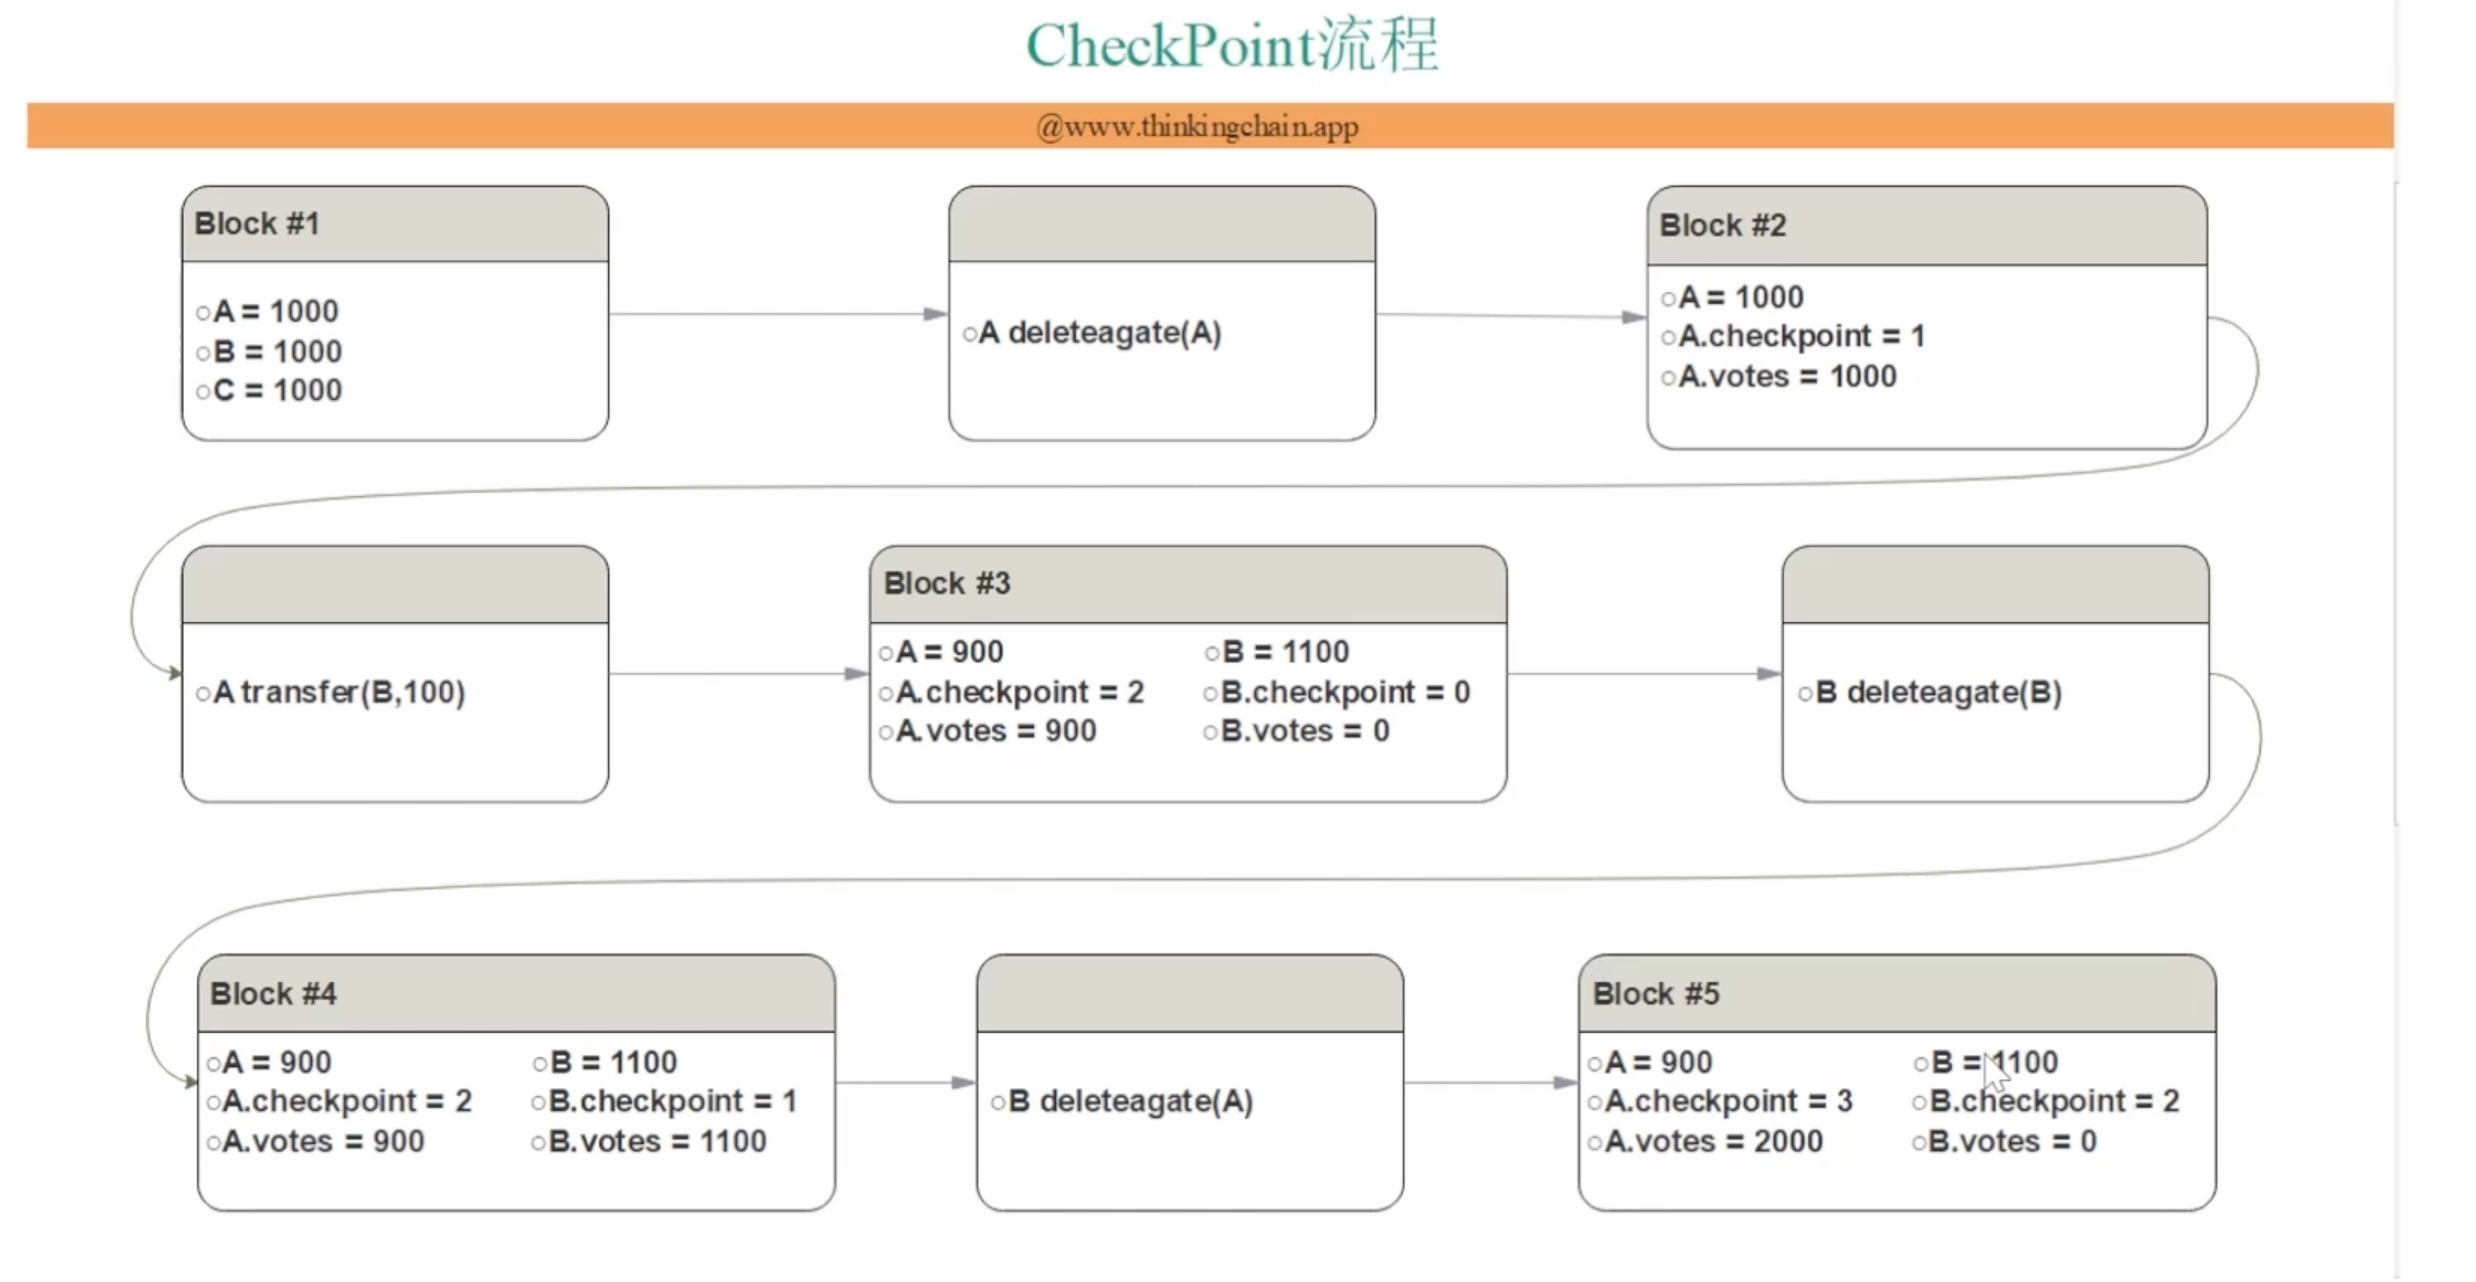 CheckPoint流程
@www.thinkingchain.app
Block #1
A = 1000
B = 1000
C = 1000
A deleteagate(A)
Block #2
A = 1000
A.checkpoint = 1
A.votes = 1000
A transfer(B,100)
Block #3
A = 900
A.checkpoint = 2
A.votes = 900
B = 1100
B.checkpoint = 0
B.votes = 0
B deleteagate(B)
Block #4
A = 900
A.checkpoint = 2
A.votes = 900
B = 1100
B.checkpoint = 1
B.votes = 1100
B deleteagate(A)
Block #5
A = 900
A.checkpoint = 3
A.votes = 2000
B = 1100
B.checkpoint = 2
B.votes = 0